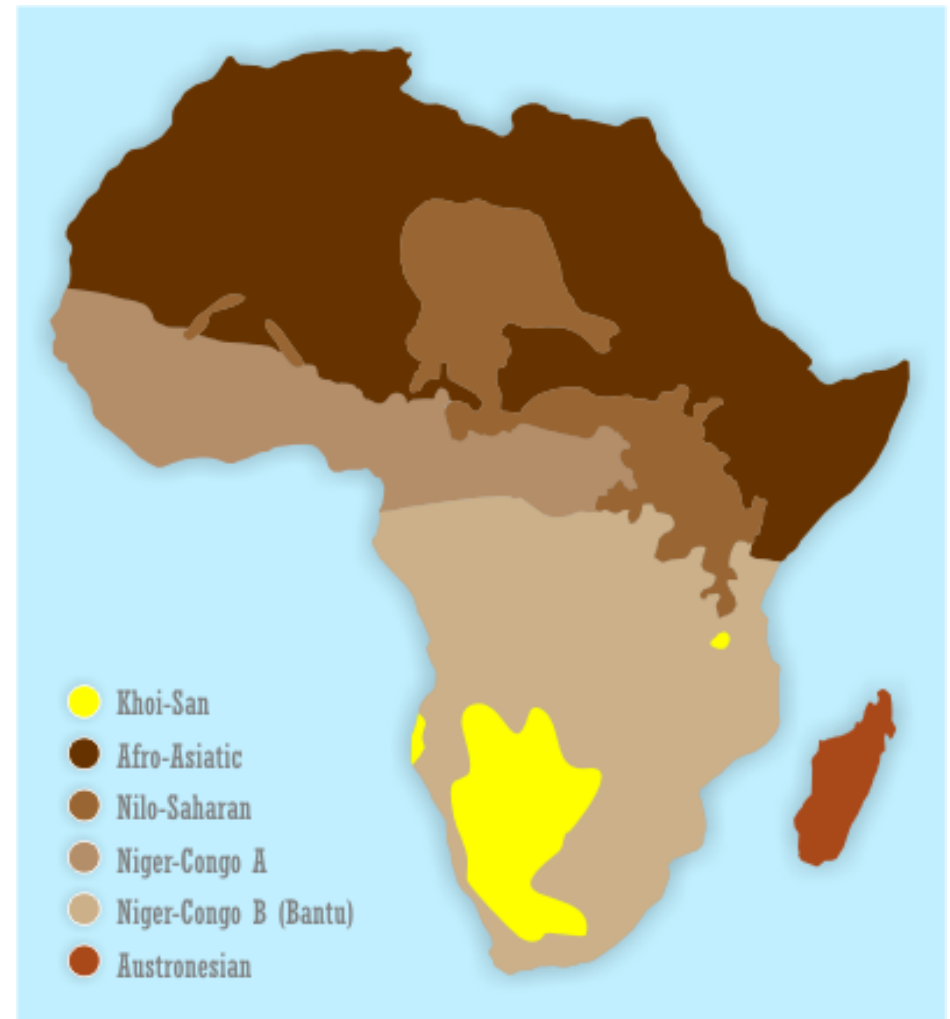 Khoi-San
Afro-Asiatic
Nilo-Saharan
Niger-Congo A
Niger-Congo B (Bantu)
Austronesian